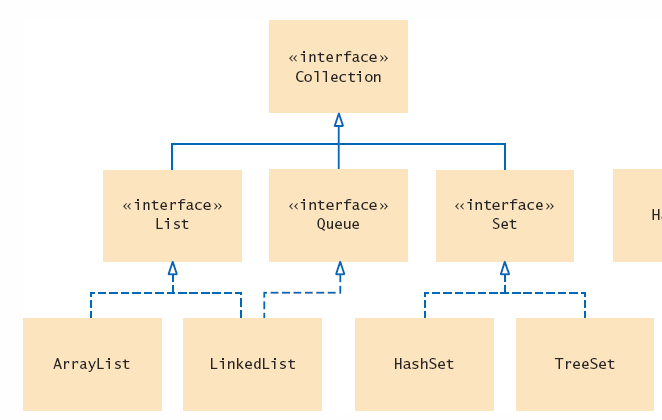 «interface»
Collection
«interface»
List
«interface»
Queue
«interface»
Set
ArrayList
LinkedList
HashSet
TreeSet